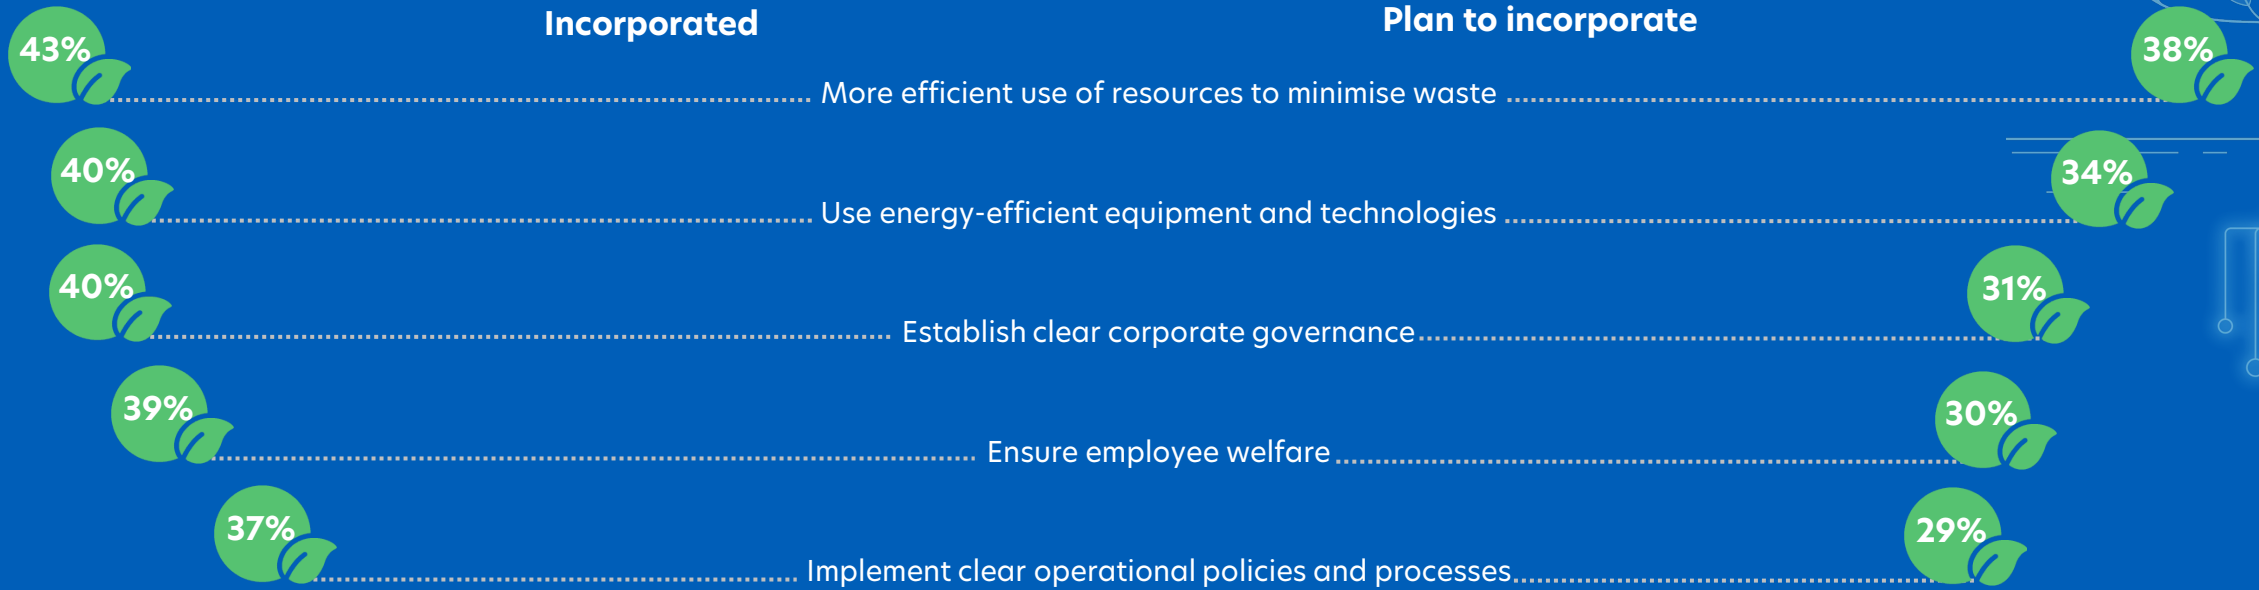 Incorporated
Plan to incorporate
43%
More efficient use of resources to minimise waste
38%
40%
Use energy-efficient equipment and technologies
34%
40%
Establish clear corporate governance
31%
39%
Ensure employee welfare
30%
37%
Implement clear operational policies and processes
29%